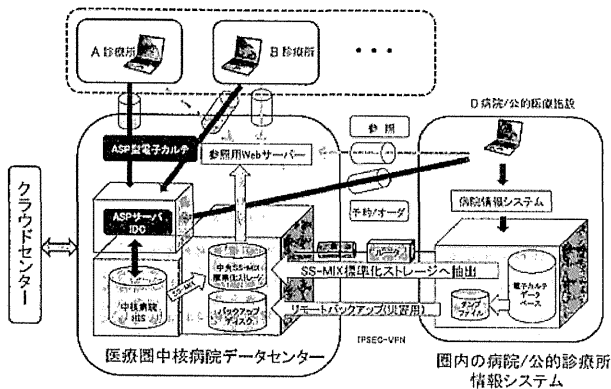 A 診療所
B 診療所
・・・
D 病院/公的医療施設
ASP型電子カルテ
参照用Webサーバー
参照
予約/オーダ
病院情報システム
クラウドセンター
ASPサーバ
IDC
中核病院
HIS
SS-MIX
中央SS-MIX
標準化ストレージ
バックアップ
ディスク
SS-MIX標準化ストレージへ抽出
リモートバックアップ(災害用)
IPSEC-VPN
電子カルテ
データ
ベース
ダンプ
ファイル
医療圏中核病院データセンター
圏内の病院/公的診療所
情報システム